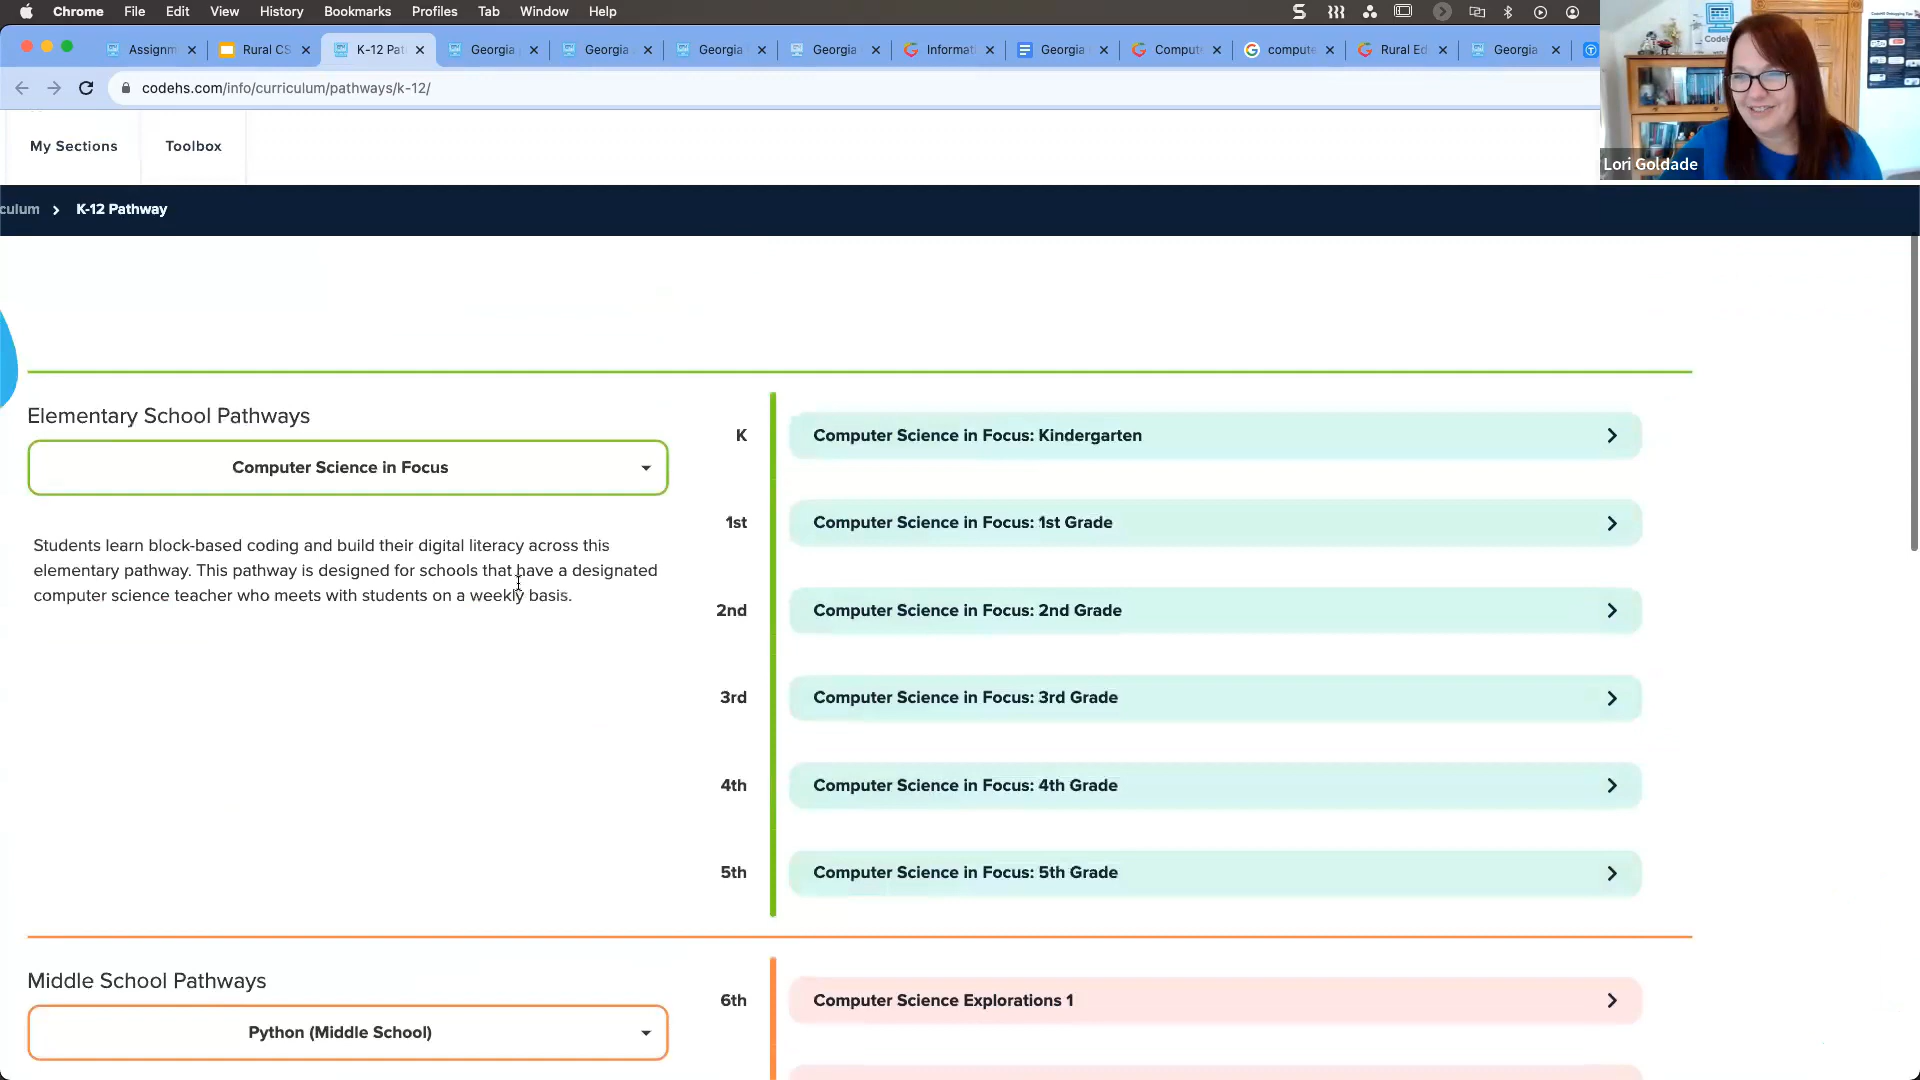 Chrome File Edit View History Bookmarks Profiles Tab Window Help
Assignm
Rural CS
K-12 Pat
Georgia
Georgia
Georgia
Georgia
Informat
Georgia
Compute
compute
Rural Ed
Georgia
codehs.com/info/curriculum/pathways/k-12/
My Sections
Toolbox
Lori Goldade
culum > K-12 Pathway
Elementary School Pathways
Computer Science in Focus
Students learn block-based coding and build their digital literacy across this
elementary pathway. This pathway is designed for schools that have a designated
computer science teacher who meets with students on a weekly basis.
K Computer Science in Focus: Kindergarten
1st Computer Science in Focus: 1st Grade
2nd Computer Science in Focus: 2nd Grade
3rd Computer Science in Focus: 3rd Grade
4th Computer Science in Focus: 4th Grade
5th Computer Science in Focus: 5th Grade
Middle School Pathways
Python (Middle School)
6th Computer Science Explorations 1